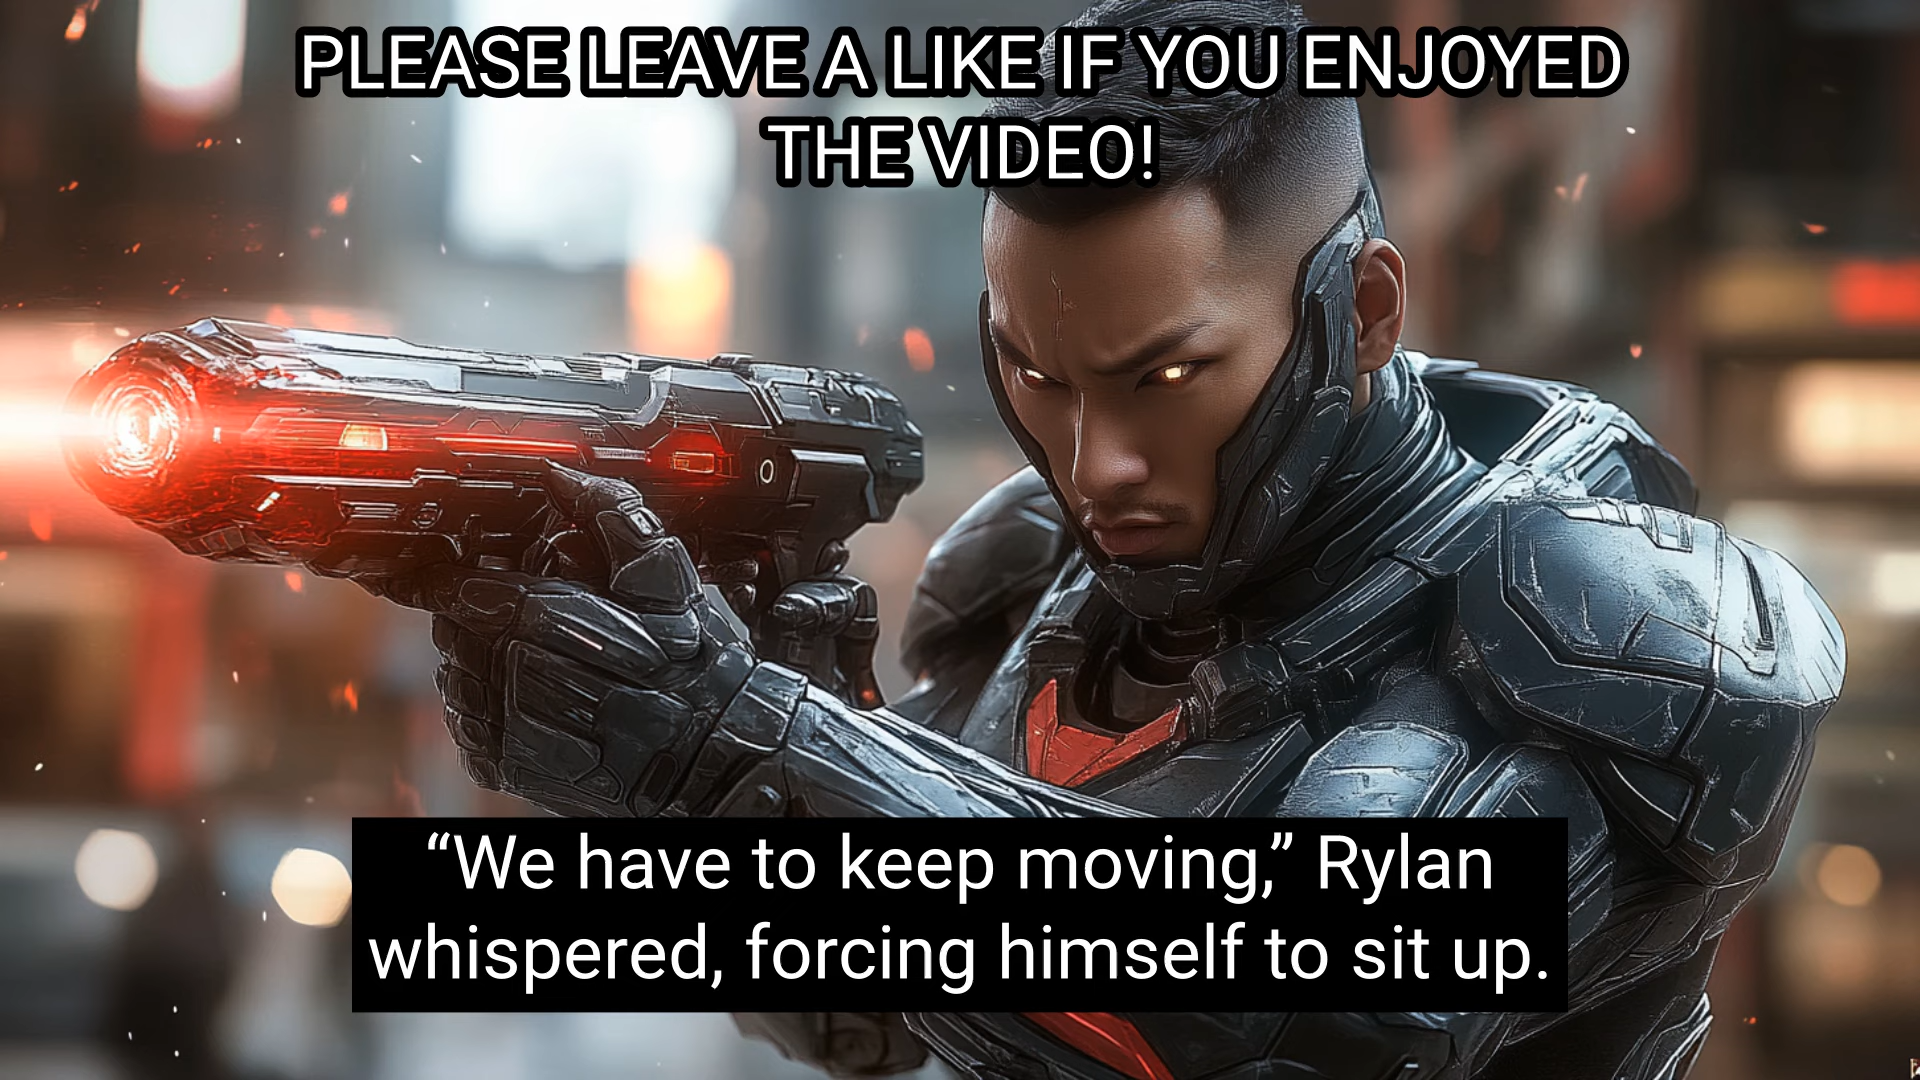 PLEASE LEAVE A LIKE IF YOU ENJOYED
THE VIDEO!
“We have to keep moving,” Rylan
whispered, forcing himself to sit up.